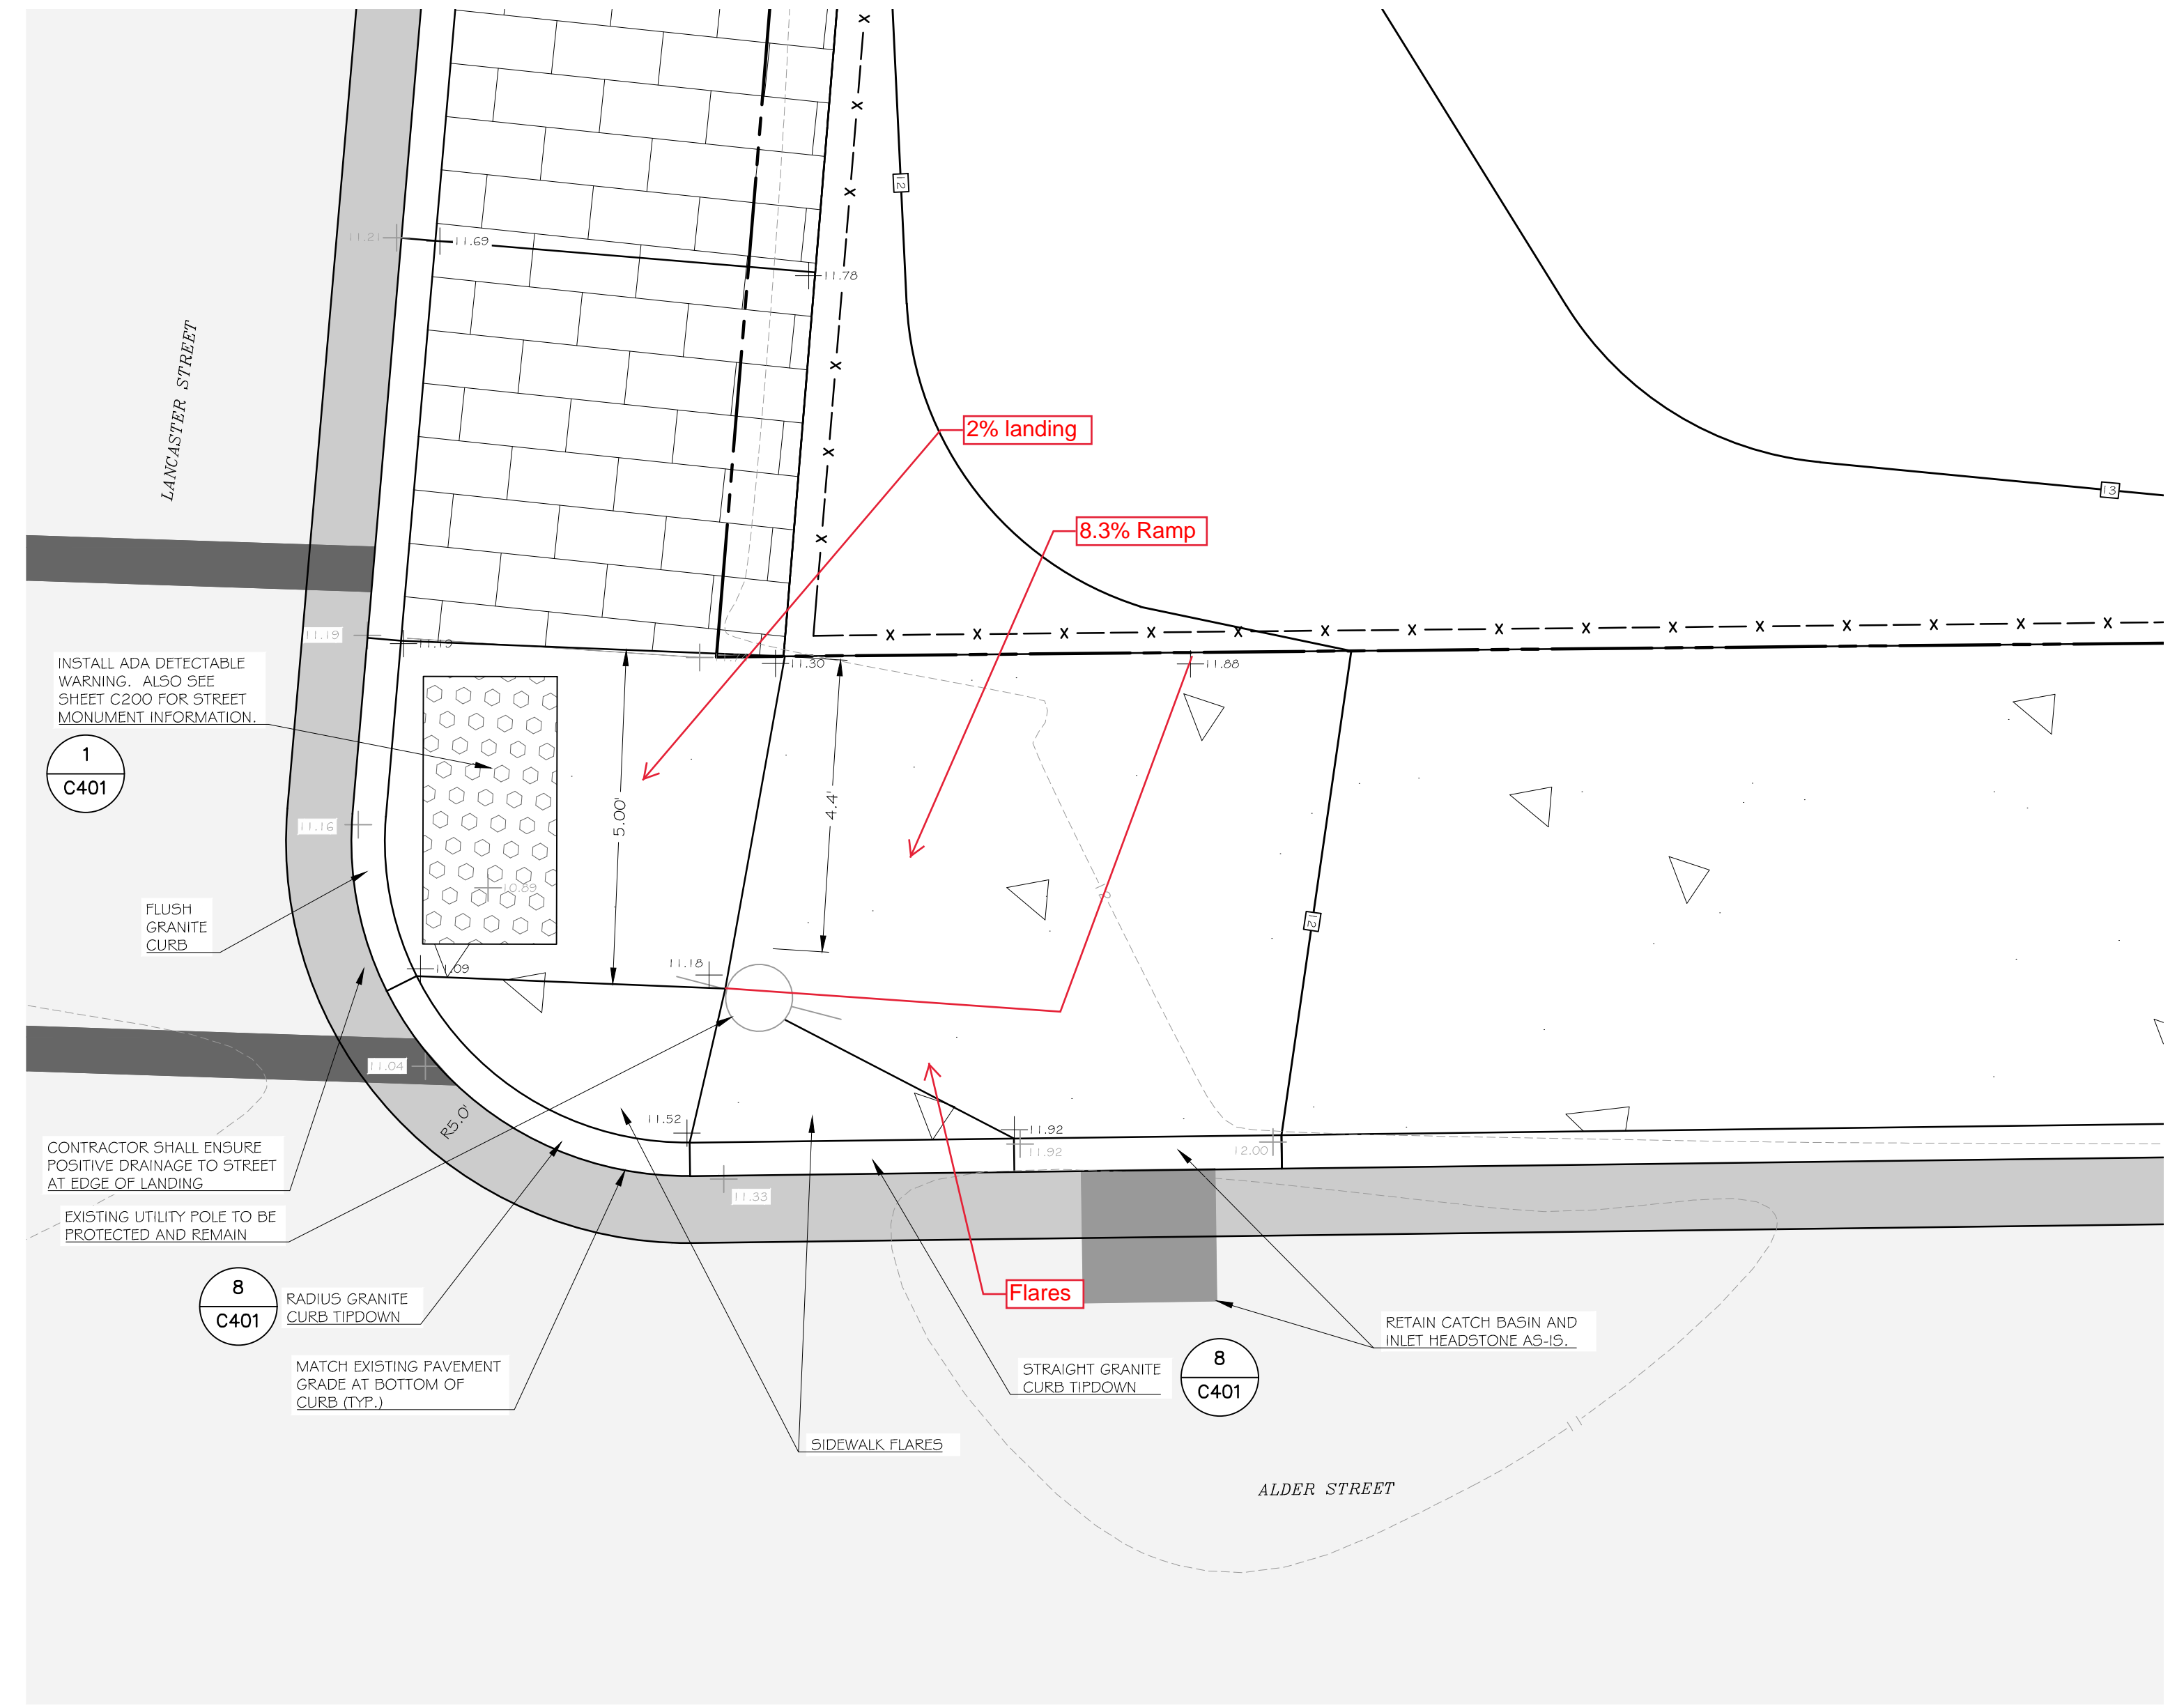 12
11.21
11.69
11.78
LANCASTER STREET
2% landing
13
8.3% Ramp
11.19
11.19
11.30
11.88
INSTALL ADA DETECTABLE
WARNING. ALSO SEE
SHEET C200 FOR STREET
MONUMENT INFORMATION.
1
C401
5.00'
4.4'
11.16
10.89
12
FLUSH
GRANITE
CURB
11.09
11.18
11.04
R5.0'
11.52
11.92
11.92
12.00
CONTRACTOR SHALL ENSURE
POSITIVE DRAINAGE TO STREET
AT EDGE OF LANDING
11.33
EXISTING UTILITY POLE TO BE
PROTECTED AND REMAIN
8
C401
RADIUS GRANITE
CURB TIPDOWN
Flares
RETAIN CATCH BASIN AND
INLET HEADSTONE AS-IS.
MATCH EXISTING PAVEMENT
GRADE AT BOTTOM OF
CURB (TYP.)
STRAIGHT GRANITE
CURB TIPDOWN
8
C401
SIDEWALK FLARES
11
ALDER STREET